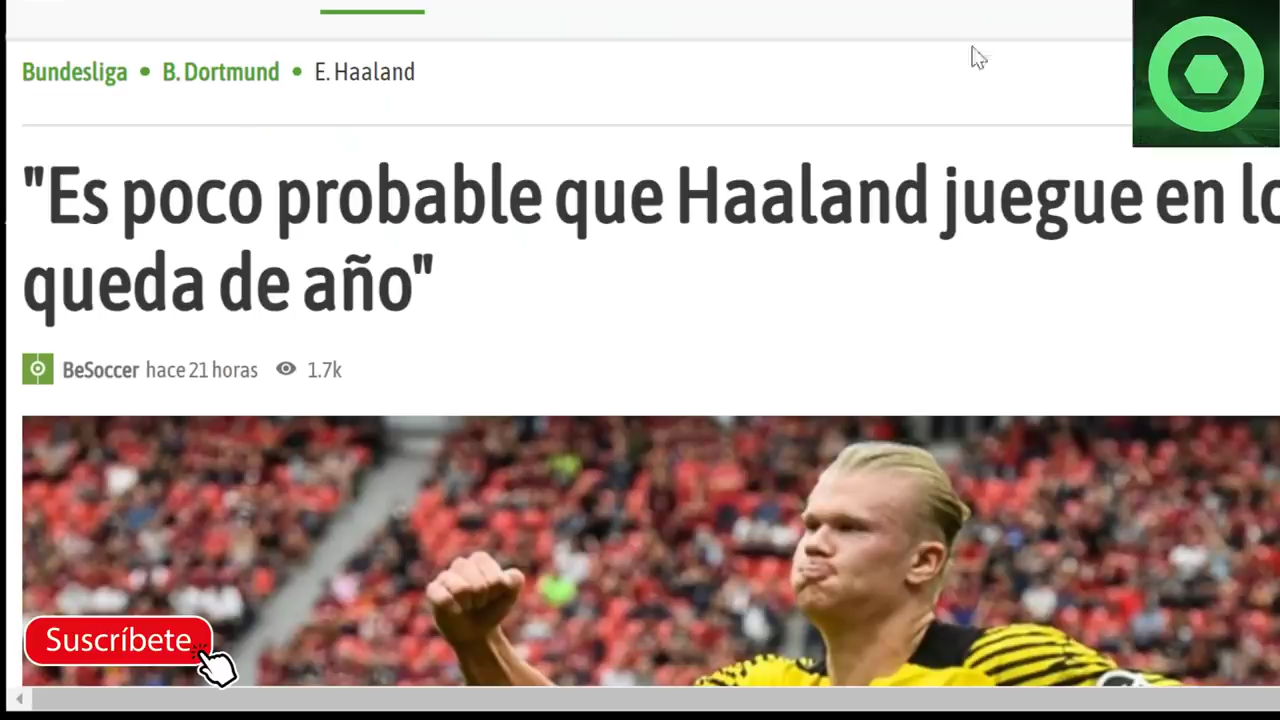 Bundesliga • B. Dortmund • E. Haaland
"Es poco probable que Haaland juegue en lo
queda de año"
BeSoccer hace 21 horas 1.7k
Suscríbete